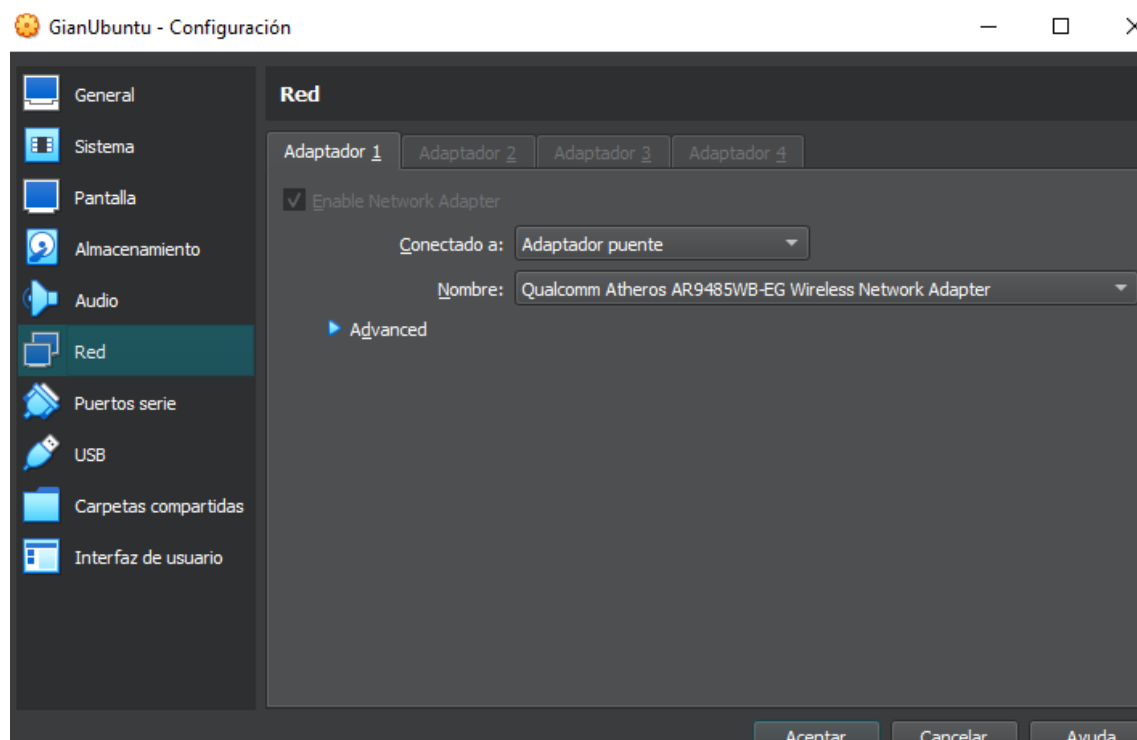 GianUbuntu - Configuración
General
Sistema
Pantalla
Almacenamiento
Audio
Red
Puertos serie
USB
Carpetas compartidas
Interfaz de usuario
Red
Adaptador 1 Adaptador 2 Adaptador 3 Adaptador 4
Enable Network Adapter
Conectado a: Adaptador puente
Nombre: Qualcomm Atheros AR9485WB-EG Wireless Network Adapter
Advanced
Aceptar Cancelar Ayuda